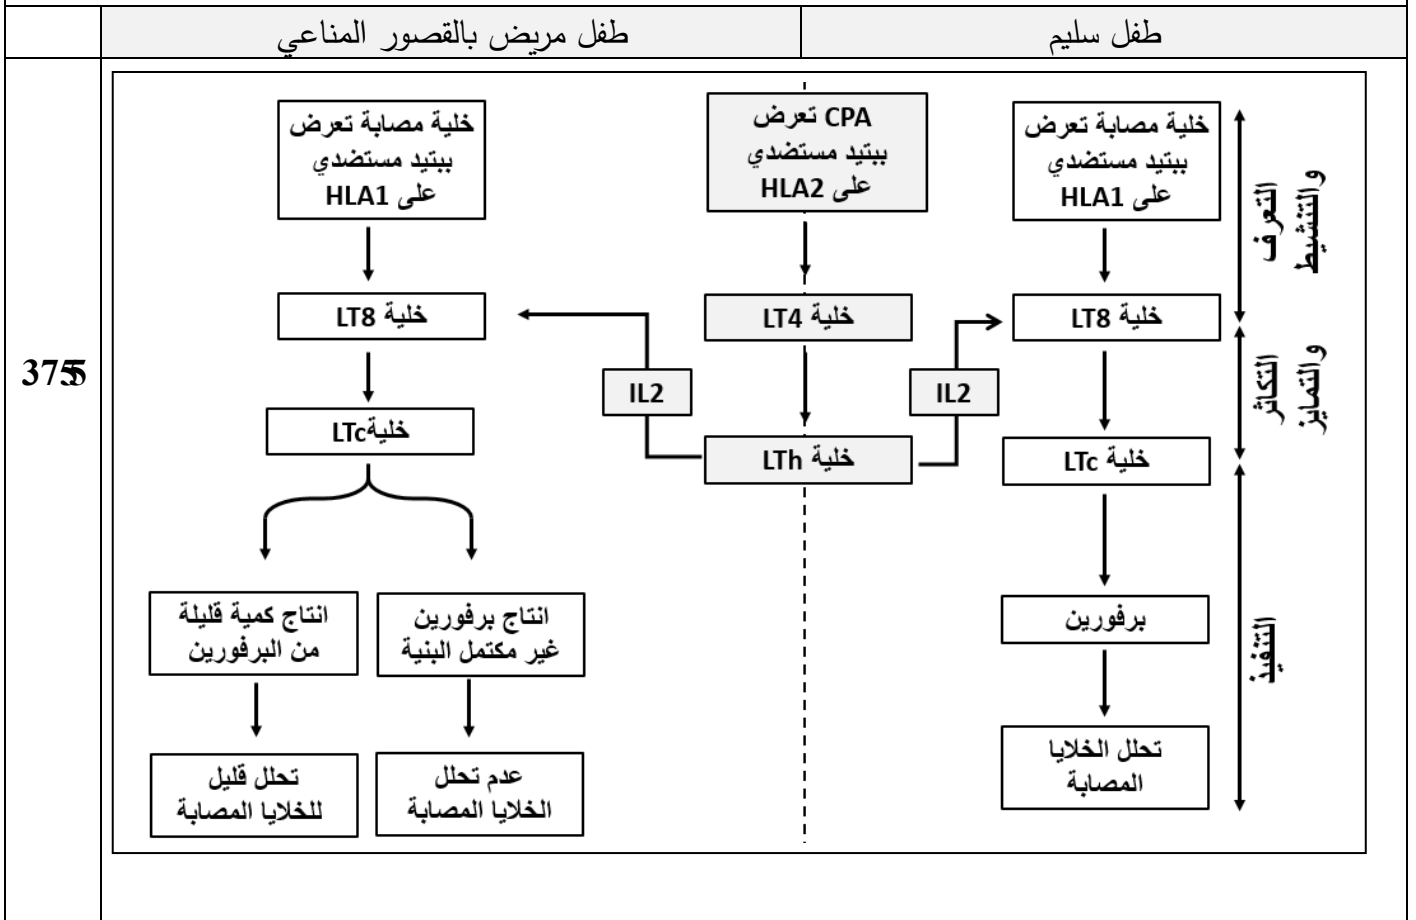 طفل سليم
طفل مريض بالقصور المناعي
خلية مصابة تعرض
ببتيد مستضدي
على HLA1
CPA تعرض
ببتيد مستضدي
على HLA2
خلية مصابة تعرض
ببتيد مستضدي
على HLA1
التعرف
والتنشيط
خلية LT8
خلية LT4
خلية LT8
IL2
IL2
التكاثر
والتمايز
خلية LTc
خلية LTh
خليةLTc
برفورين
انتاج برفورين
غير مكتمل البنية
انتاج كمية قليلة
من البرفورين
التنفيذ
تحلل الخلايا
المصابة
عدم تحلل
الخلايا المصابة
تحلل قليل
للخلايا المصابة